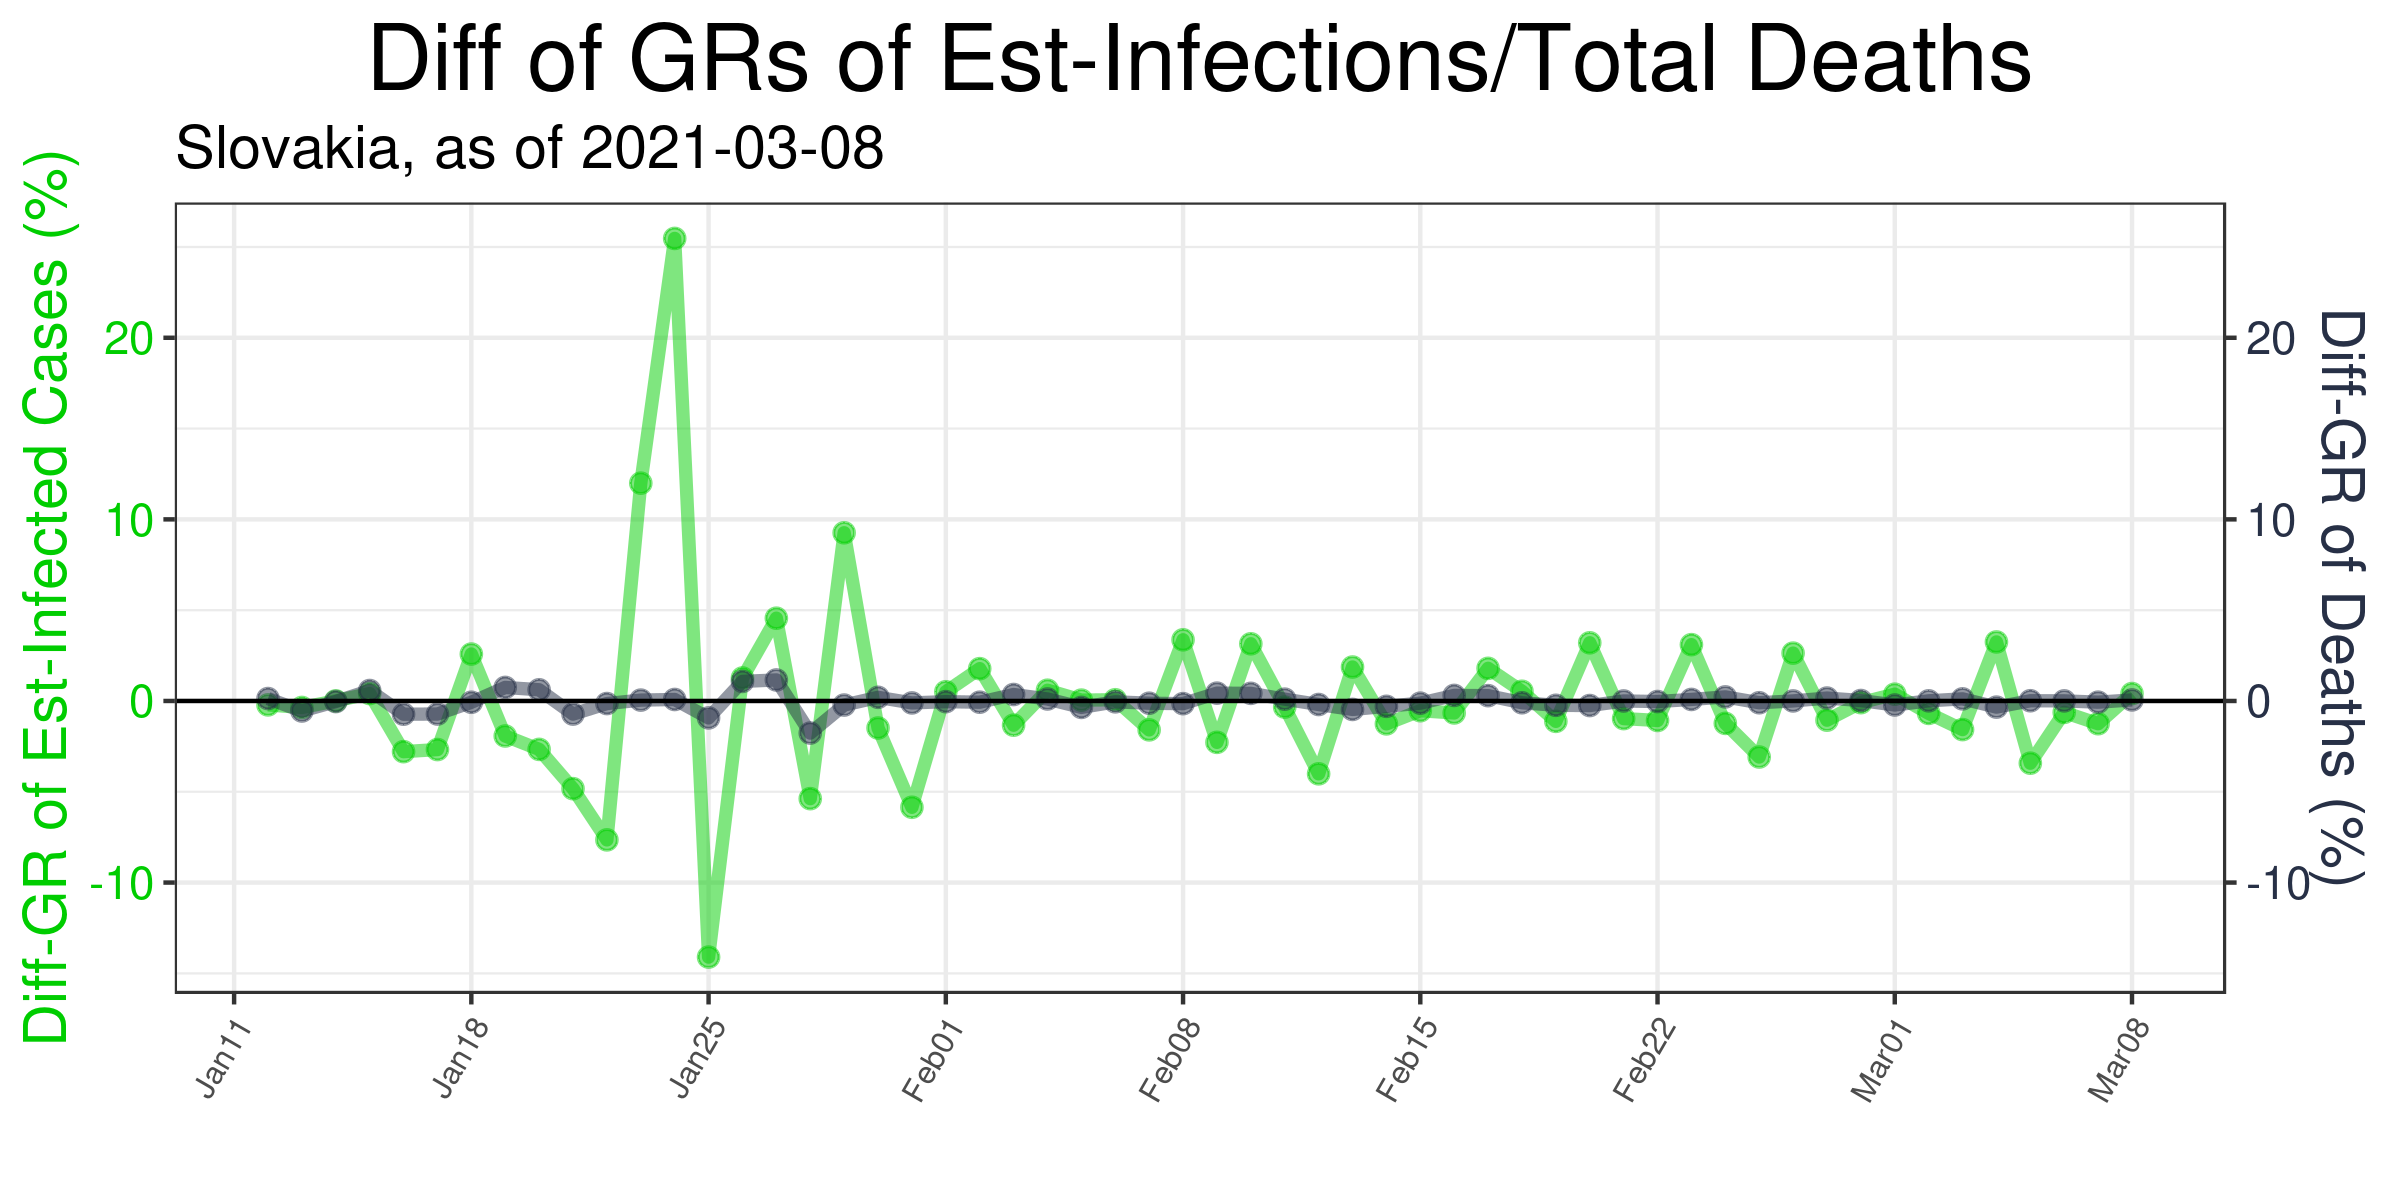 Diff of GRs of Est-Infections/Total Deaths
Slovakia, as of 2021-03-08
Diff-GR of Est-Infected Cases (%)
20
10
0
-10
20
10
0
-10
Diff-GR of Deaths (%)
Jan11
Jan18
Jan25
Feb01
Feb08
Feb15
Feb22
Mar01
Mar08